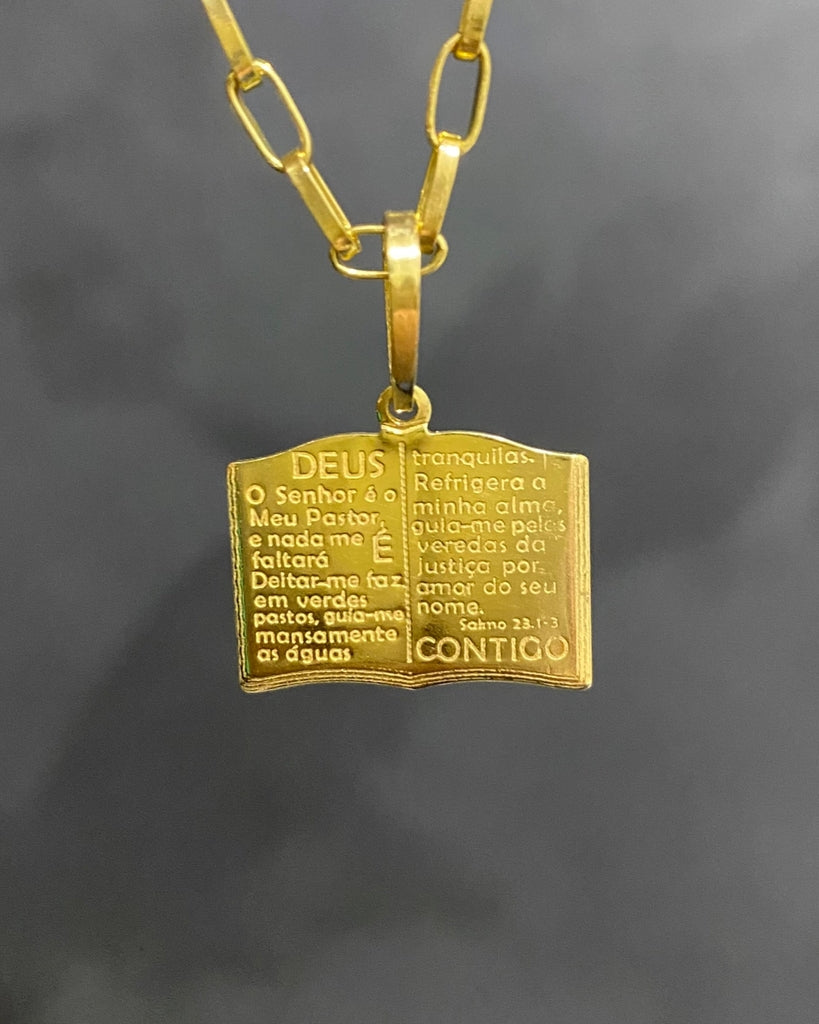 DEUS
O Senhor é o
Meu Pastor,
e nada me É
faltará
Deitar-me faz
em verdes
pastos, guia-me
mansamente
as águas
tranquilas.
Refrigera a
minha alma,
guia-me pelas
veredas da
justiça por
amor do seu
nome.
Salmo 23.1-3
CONTIGO